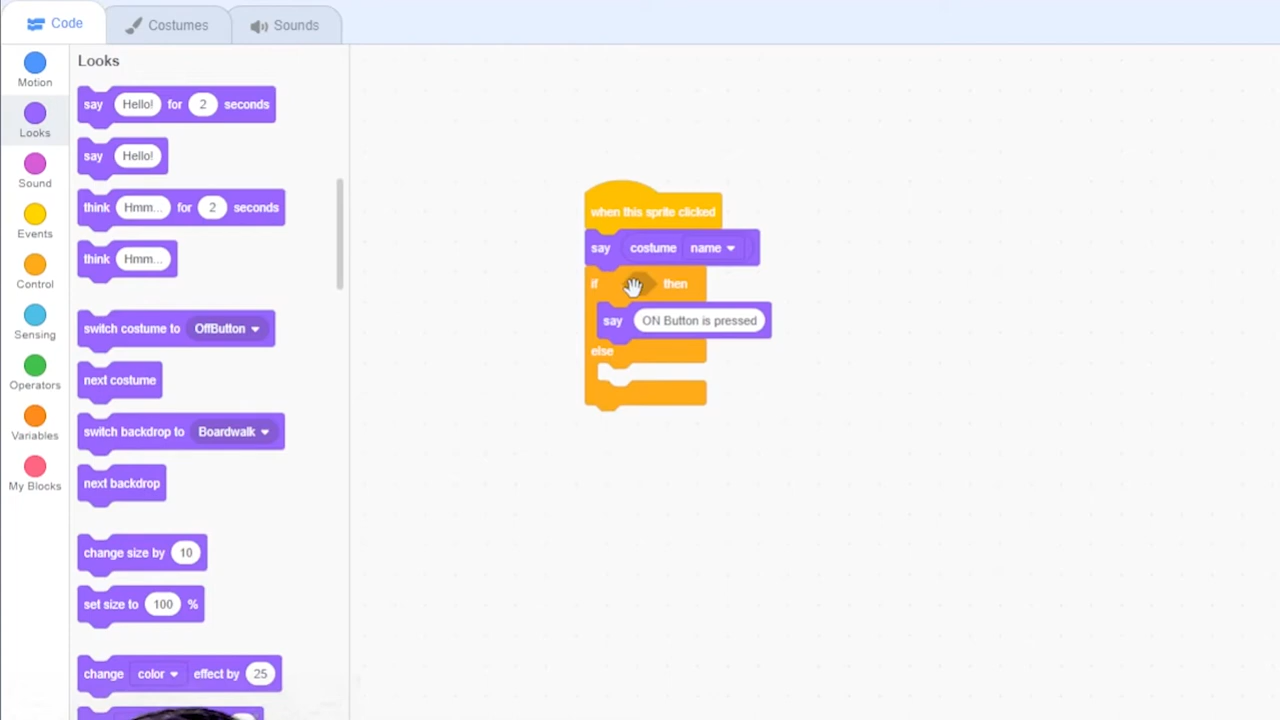 Code
Costumes
Sounds
Motion
Looks
Sound
Events
Control
Sensing
Operators
Variables
My Blocks
Looks
say Hello! for 2 seconds
say Hello!
think Hmm... for 2 seconds
think Hmm...
switch costume to OffButton
next costume
switch backdrop to Boardwalk
next backdrop
change size by 10
set size to 100 %
change color effect by 25
when this sprite clicked
say costume name
if then
say ON Button is pressed
else